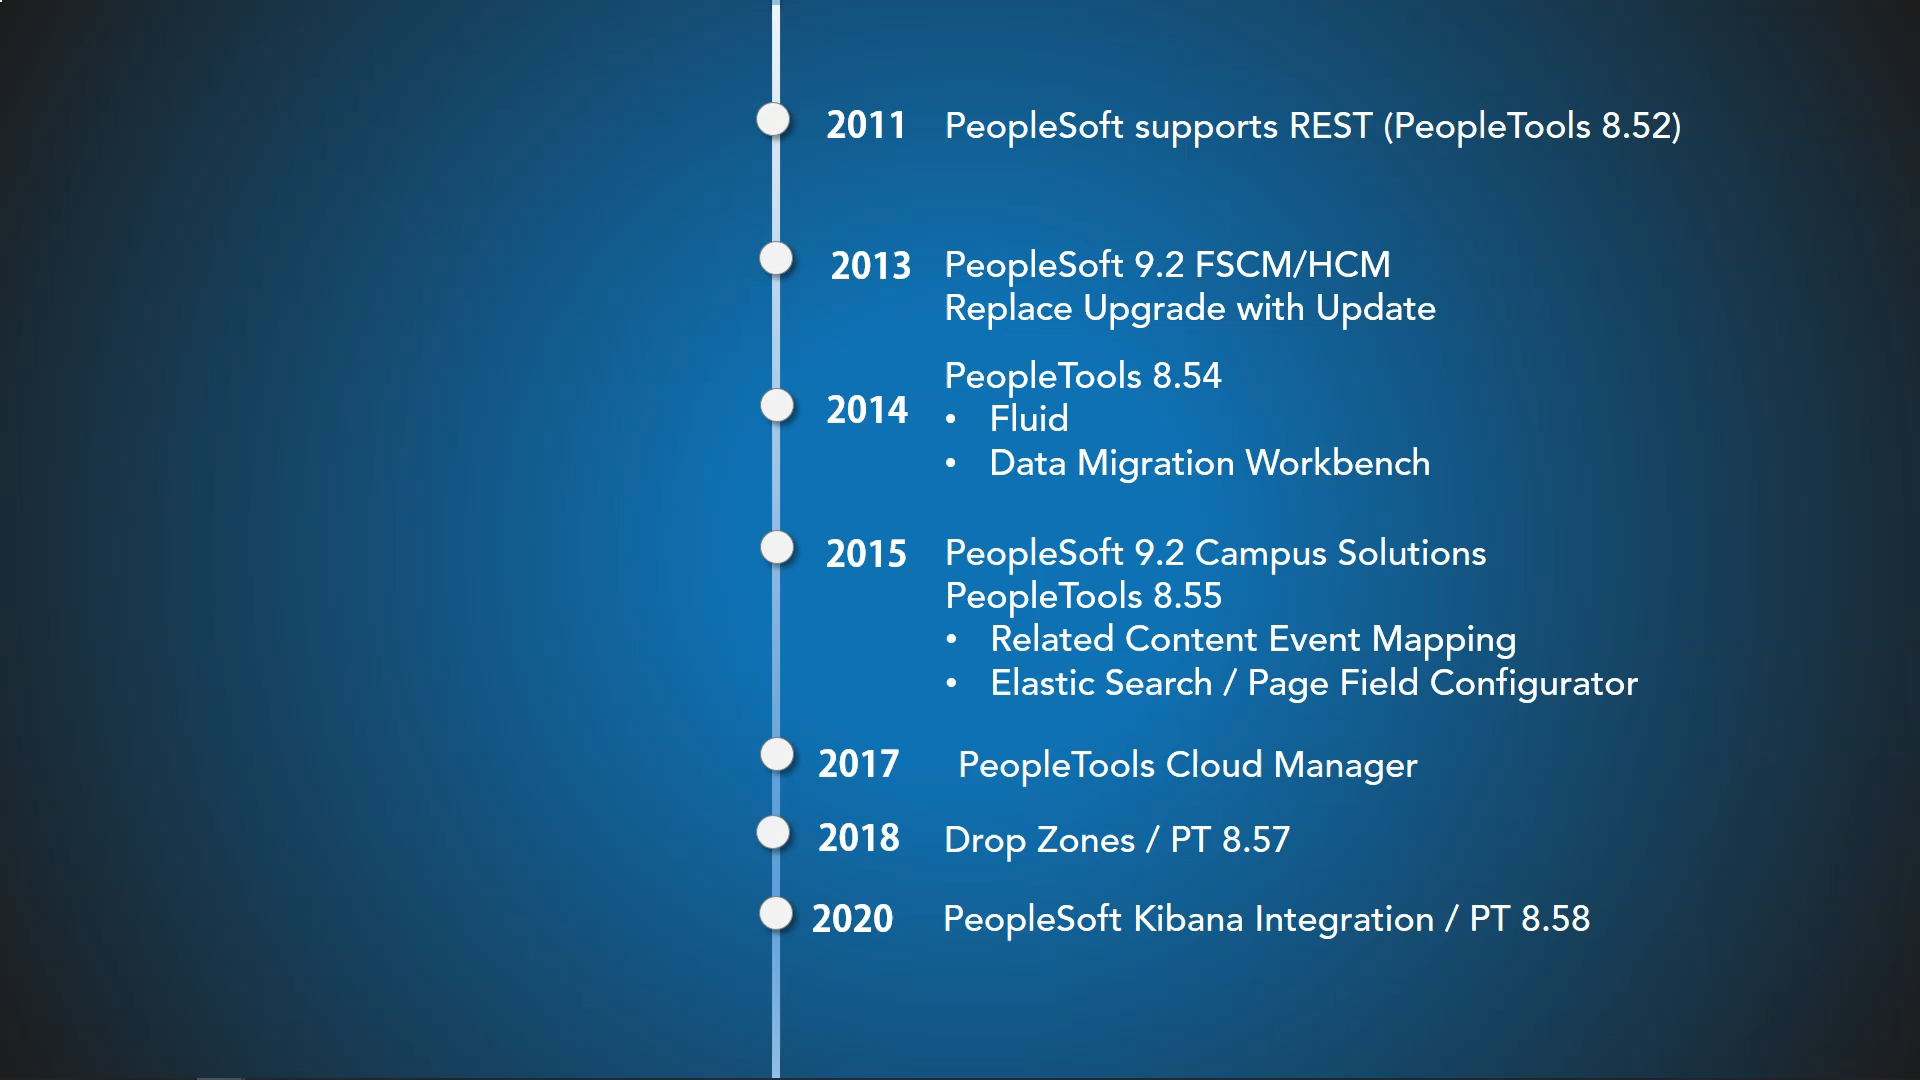 2011 PeopleSoft supports REST (PeopleTools 8.52)
2013 PeopleSoft 9.2 FSCM/HCM
Replace Upgrade with Update
PeopleTools 8.54
2014
• Fluid
• Data Migration Workbench
2015 PeopleSoft 9.2 Campus Solutions
PeopleTools 8.55
• Related Content Event Mapping
• Elastic Search / Page Field Configurator
2017 PeopleTools Cloud Manager
2018 Drop Zones / PT 8.57
2020 PeopleSoft Kibana Integration / PT 8.58